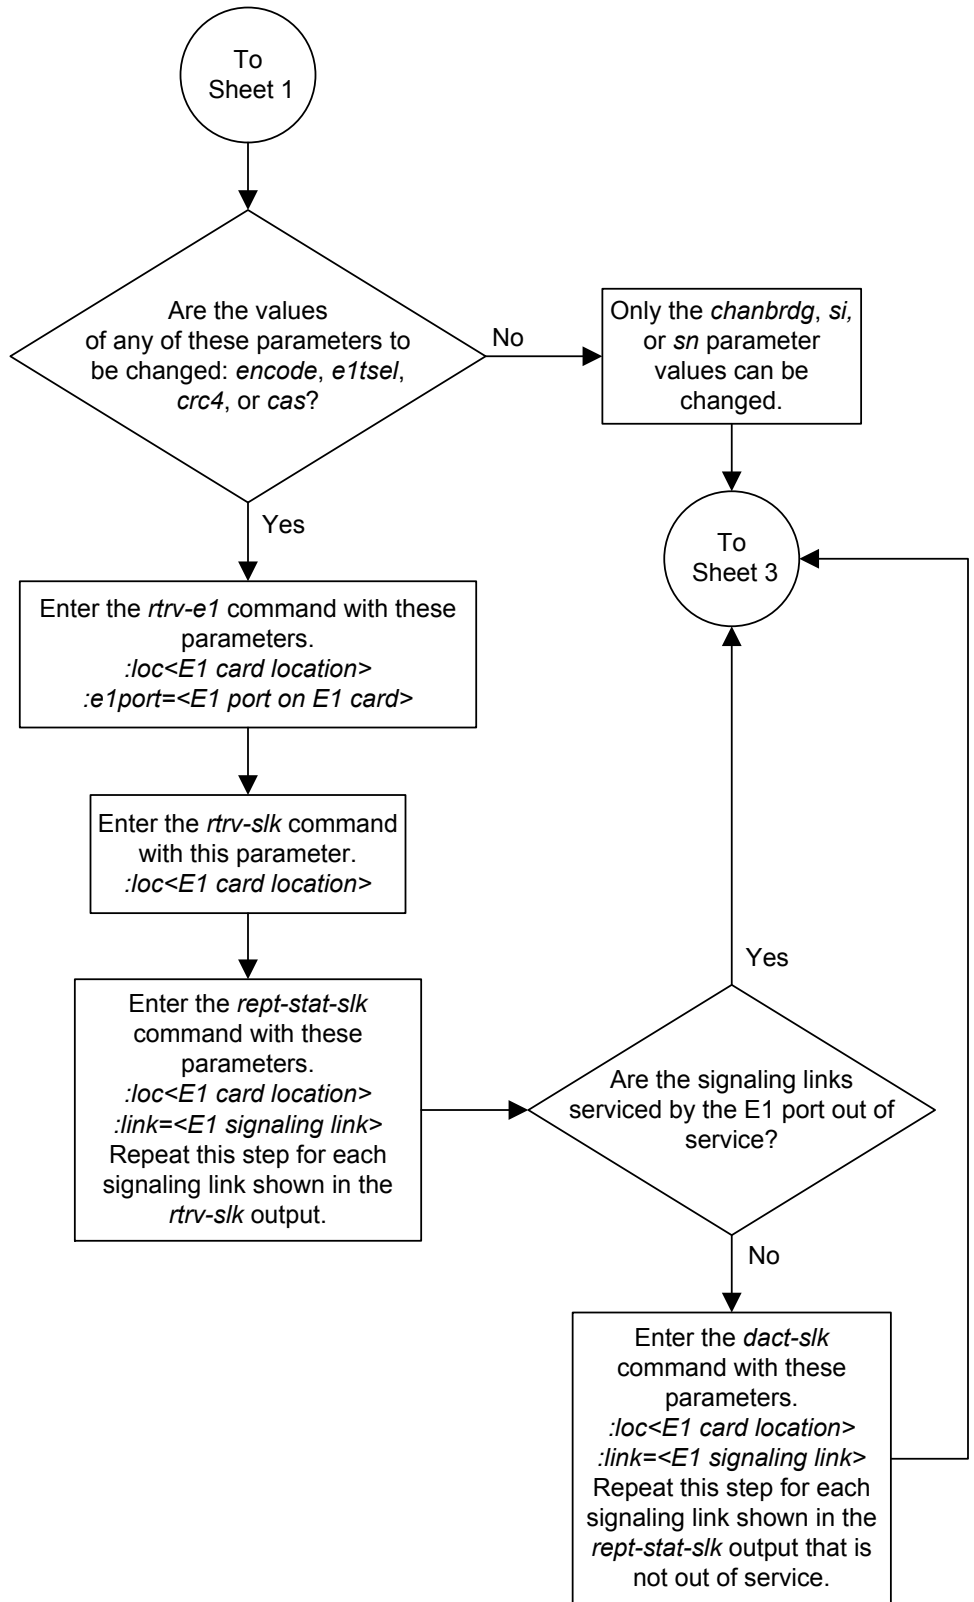 To
Sheet 1
Are the values
of any of these parameters to
be changed: encode, e1tsel,
crc4, or cas?
No
Only the chanbrdg, si,
or sn parameter
values can be
changed.
Yes
To
Sheet 3
Enter the rtrv-e1 command with these
parameters.
:loc<E1 card location>
:e1port=<E1 port on E1 card>
Enter the rtrv-slk command
with this parameter.
:loc<E1 card location>
Enter the rept-stat-slk
command with these
parameters.
:loc<E1 card location>
:link=<E1 signaling link>
Repeat this step for each
signaling link shown in the
rtrv-slk output.
Yes
Are the signaling links
serviced by the E1 port out of
service?
No
Enter the dact-slk
command with these
parameters.
:loc<E1 card location>
:link=<E1 signaling link>
Repeat this step for each
signaling link shown in the
rept-stat-slk output that is
not out of service.